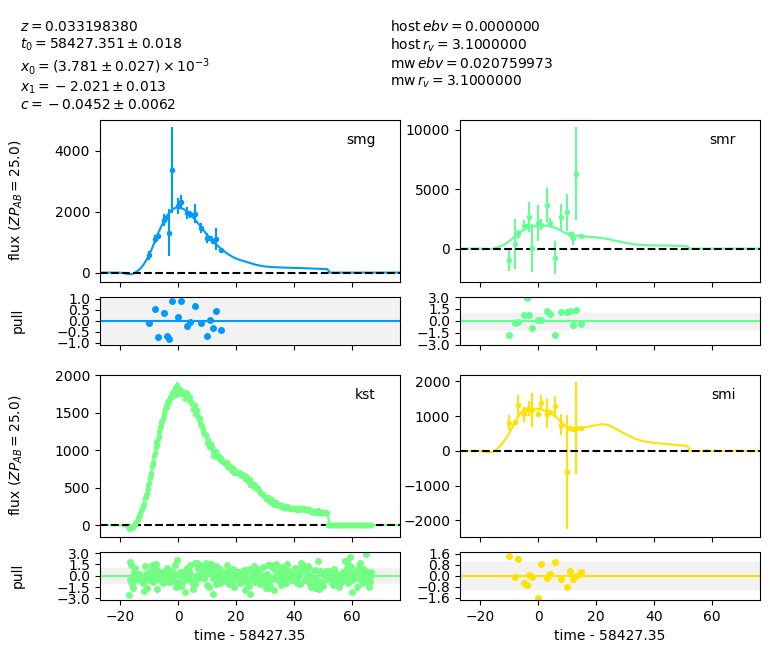 z = 0.033198380
t₀ = 58427.351 ± 0.018
x₀ = (3.781 ± 0.027) × 10⁻³
x₁ = −2.021 ± 0.013
c = −0.0452 ± 0.0062
host ebv = 0.0000000
host r_v = 3.1000000
mw ebv = 0.020759973
mw r_v = 3.1000000
flux (ZP_AB = 25.0)
4000
2000
0
smg
10000
5000
0
smr
pull
1.0
0.5
0.0
−0.5
−1.0
3.0
1.5
0.0
−1.5
−3.0
flux (ZP_AB = 25.0)
2000
1500
1000
500
0
kst
2000
1000
0
−1000
−2000
smi
pull
3.0
1.5
0.0
−1.5
−3.0
1.6
0.8
0.0
−0.8
−1.6
−20 0 20 40 60
−20 0 20 40 60
time - 58427.35
time - 58427.35